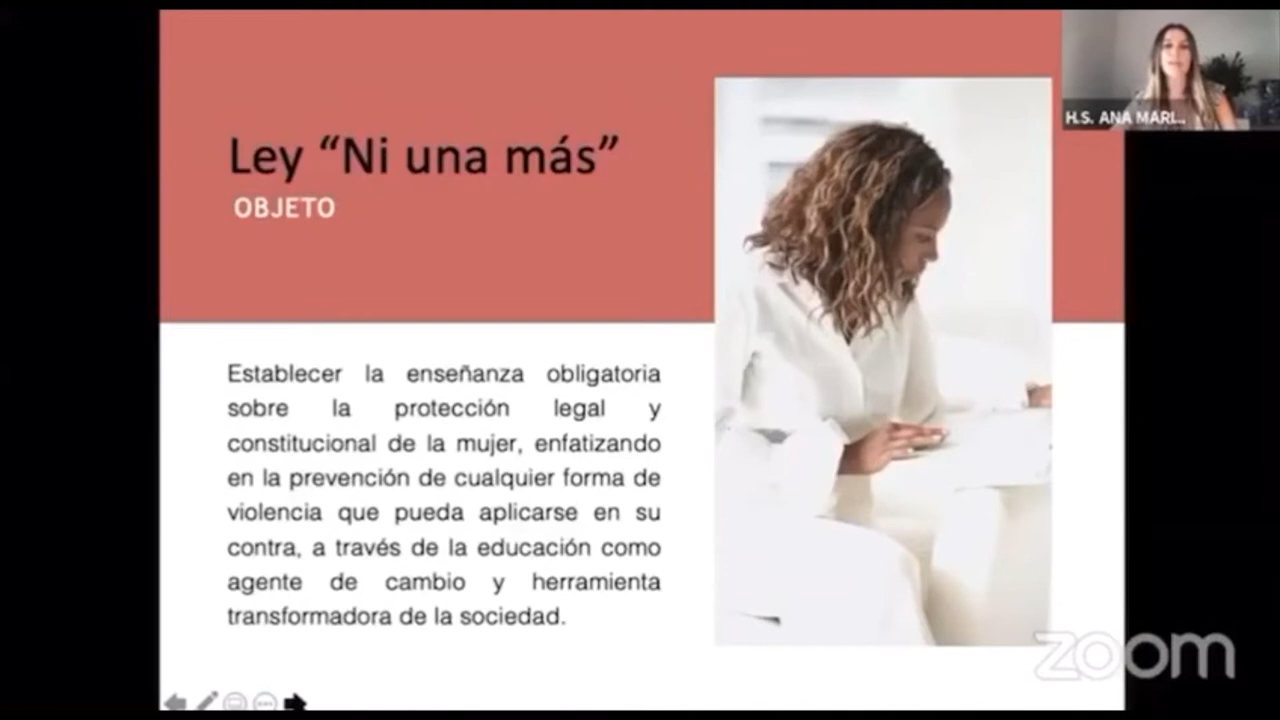 H.S. ANA MARI...
Ley “Ni una más”
OBJETO
Establecer la enseñanza obligatoria
sobre la protección legal y
constitucional de la mujer, enfatizando
en la prevención de cualquier forma de
violencia que pueda aplicarse en su
contra, a través de la educación como
agente de cambio y herramienta
transformadora de la sociedad.
zoom